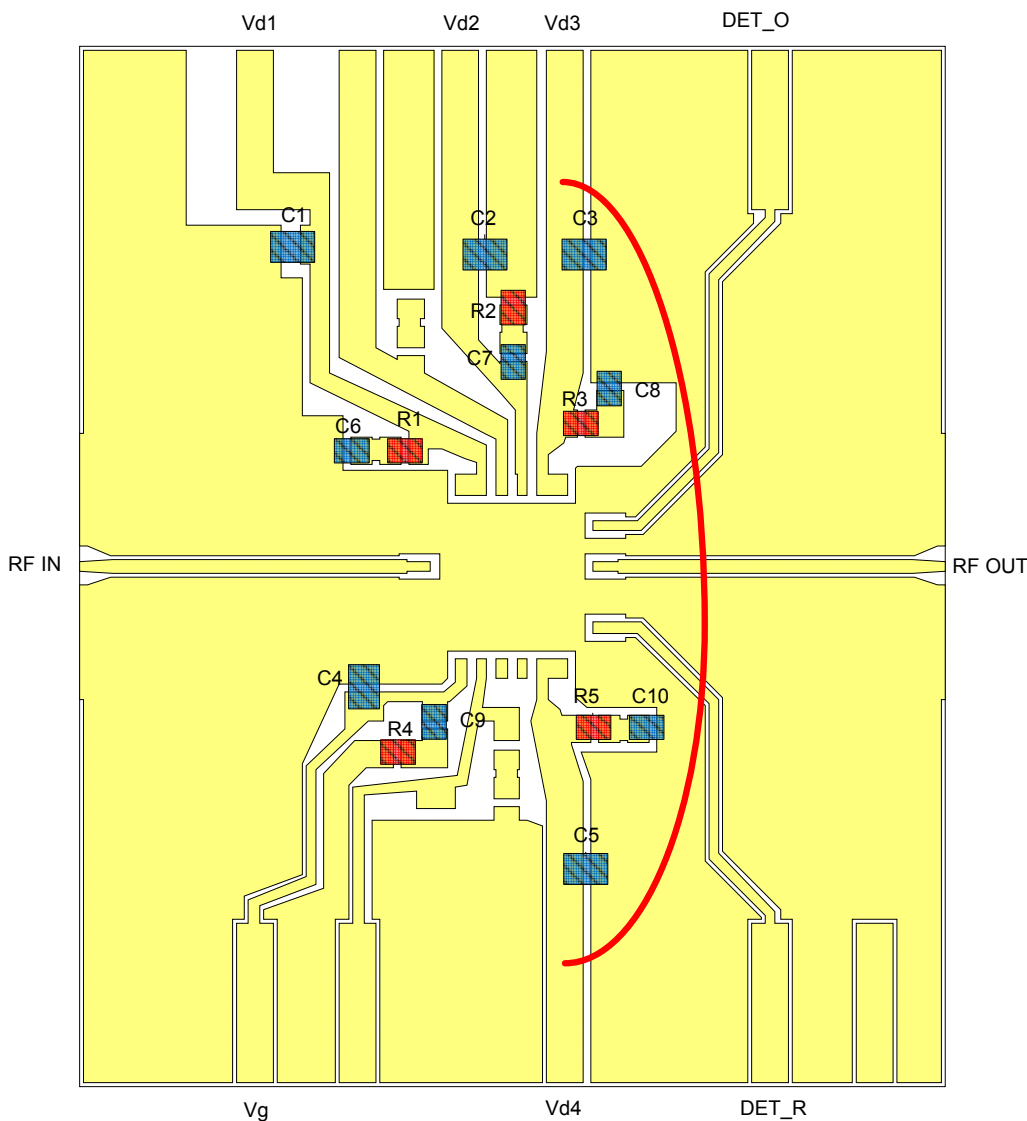 Vd1 Vd2 Vd3 DET_O
C1 C2 C3
R2
C7 C8
R3
C6 R1
RF IN RF OUT
C4 C9 R5 C10
R4
C5
Vg Vd4 DET_R